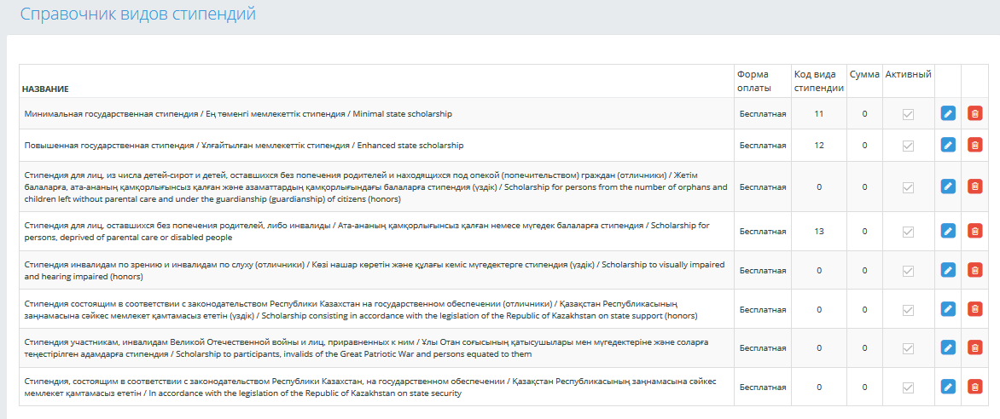 Справочник видов стипендий
НАЗВАНИЕ
Форма оплаты
Код вида стипендии
Сумма
Активный
Минимальная государственная стипендия / Ең төменгі мемлекеттік стипендия / Minimal state scholarship
Бесплатная
11
0
Повышенная государственная стипендия / Ұлғайтылған мемлекеттік стипендия / Enhanced state scholarship
Бесплатная
12
0
Стипендия для лиц, из числа детей-сирот и детей, оставшихся без попечения родителей и находящихся под опекой (попечительством) граждан (отличники) / Жетім
балаларға, ата-ананың қамқорлығынсыз қалған және азаматтардың қамқорлығындағы балаларға стипендия (үздік) / Scholarship for persons from the number of orphans and
children left without parental care and under the guardianship (guardianship) of citizens (honors)
Бесплатная
0
0
Стипендия для лиц, оставшихся без попечения родителей, либо инвалиды / Ата-ананың қамқорлығынсыз қалған немесе мүгедек балаларға стипендия / Scholarship for
persons, deprived of parental care or disabled people
Бесплатная
13
0
Стипендия инвалидам по зрению и инвалидам по слуху (отличники) / Көзі нашар көретін және құлағы кеміс мүгедектерге стипендия (үздік) / Scholarship to visually impaired
and hearing impaired (honors)
Бесплатная
0
0
Стипендия состоящим в соответствии с законодательством Республики Казахстан на государственном обеспечении (отличники) / Қазақстан Республикасының
заңнамасына сәйкес мемлекет қамтамасыз ететін (үздік) / Scholarship consisting in accordance with the legislation of the Republic of Kazakhstan on state support (honors)
Бесплатная
0
0
Стипендия участникам, инвалидам Великой Отечественной войны и лиц, приравненных к ним / Ұлы Отан соғысының қатысушылары мен мүгедектеріне және соларға
теңестірілген адамдарға стипендия / Scholarship to participants, invalids of the Great Patriotic War and persons equated to them
Бесплатная
0
0
Стипендия, состоящим в соответствии с законодательством Республики Казахстан, на государственном обеспечении / Қазақстан Республикасының заңнамасына сәйкес
мемлекет қамтамасыз ететін / In accordance with the legislation of the Republic of Kazakhstan on state security
Бесплатная
0
0